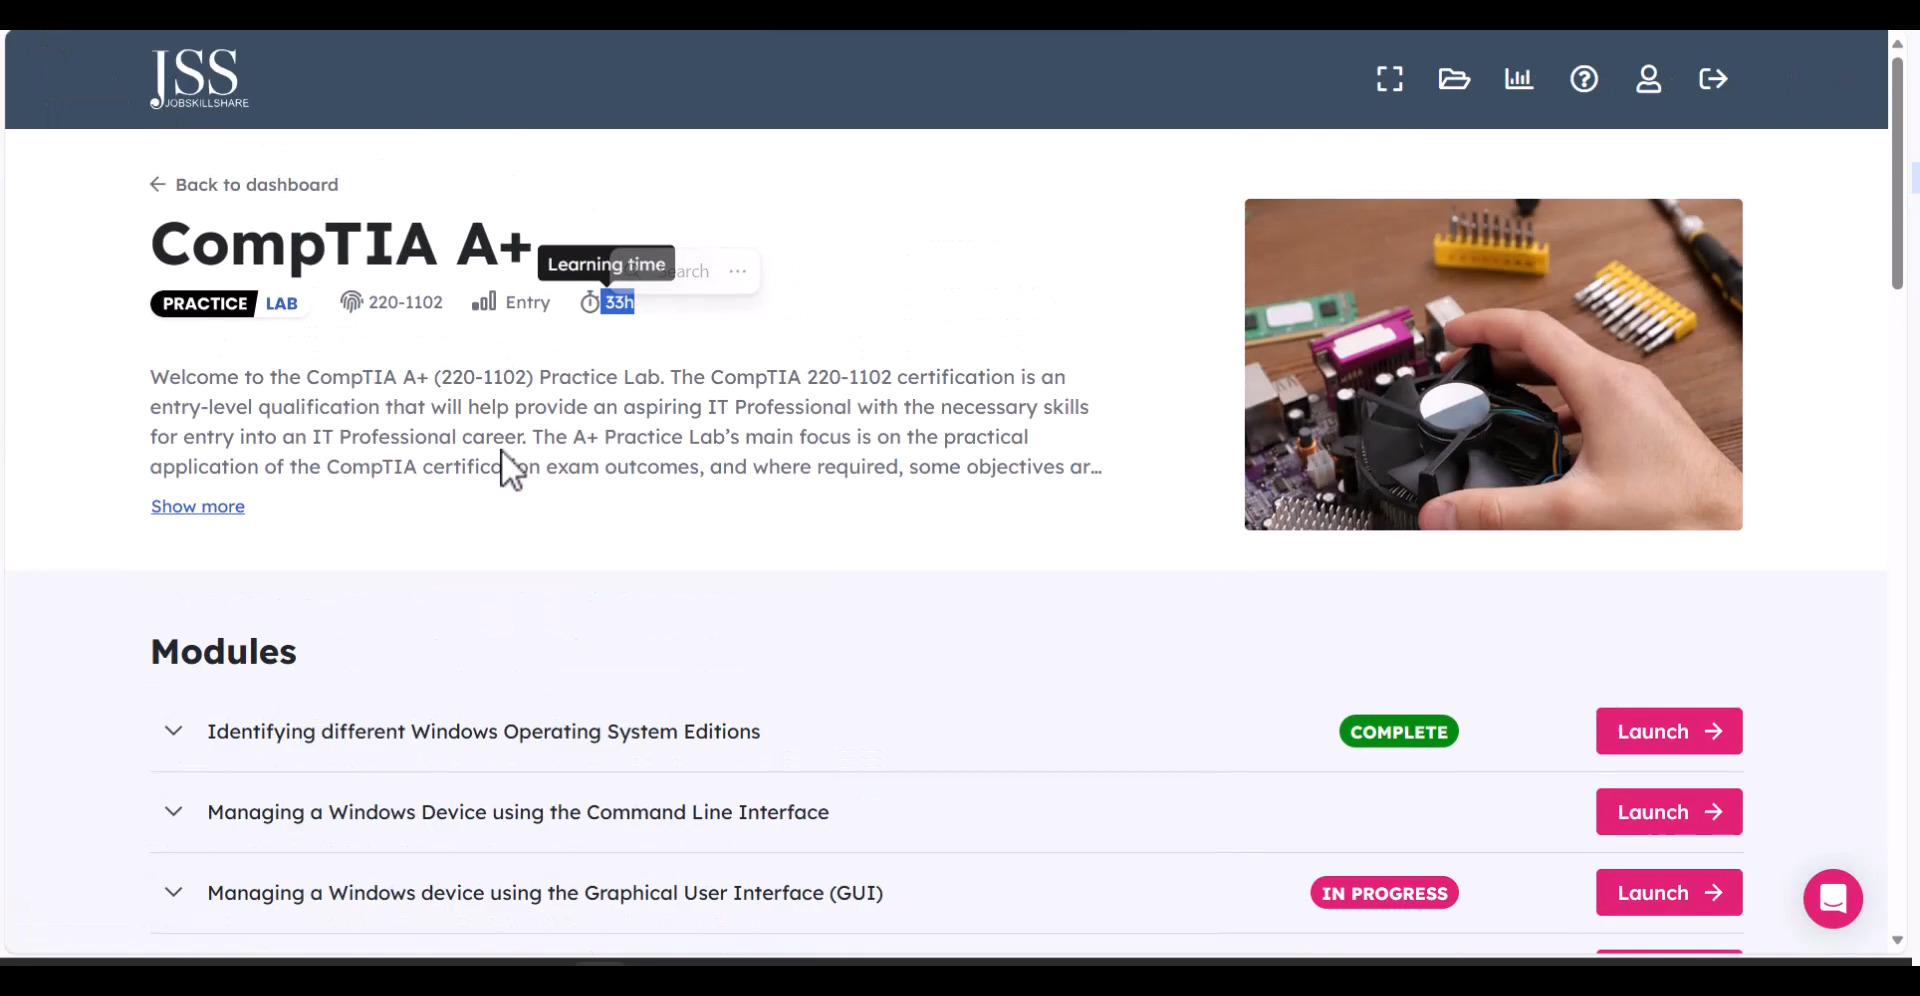 JSS
JOBSKILLSHARE
Back to dashboard
CompTIA A+
Learning time
earch
PRACTICE LAB 220-1102 Entry 33h
Welcome to the CompTIA A+ (220-1102) Practice Lab. The CompTIA 220-1102 certification is an
entry-level qualification that will help provide an aspiring IT Professional with the necessary skills
for entry into an IT Professional career. The A+ Practice Lab's main focus is on the practical
application of the CompTIA certification exam outcomes, and where required, some objectives ar...
Show more
Modules
Identifying different Windows Operating System Editions COMPLETE Launch
Managing a Windows Device using the Command Line Interface Launch
Managing a Windows device using the Graphical User Interface (GUI) IN PROGRESS Launch